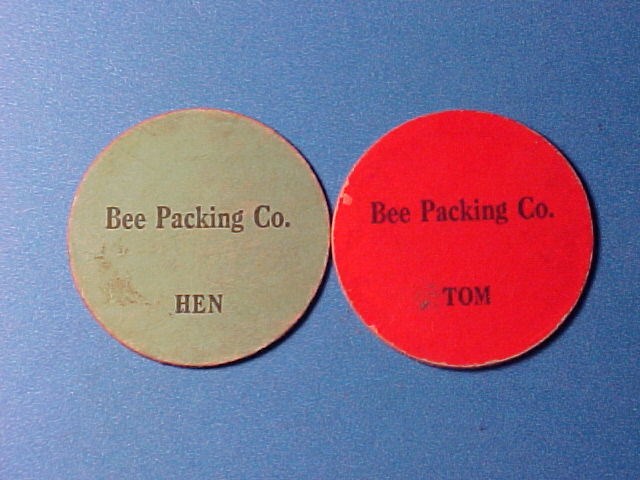 Bee Packing Co.
HEN
Bee Packing Co.
TOM